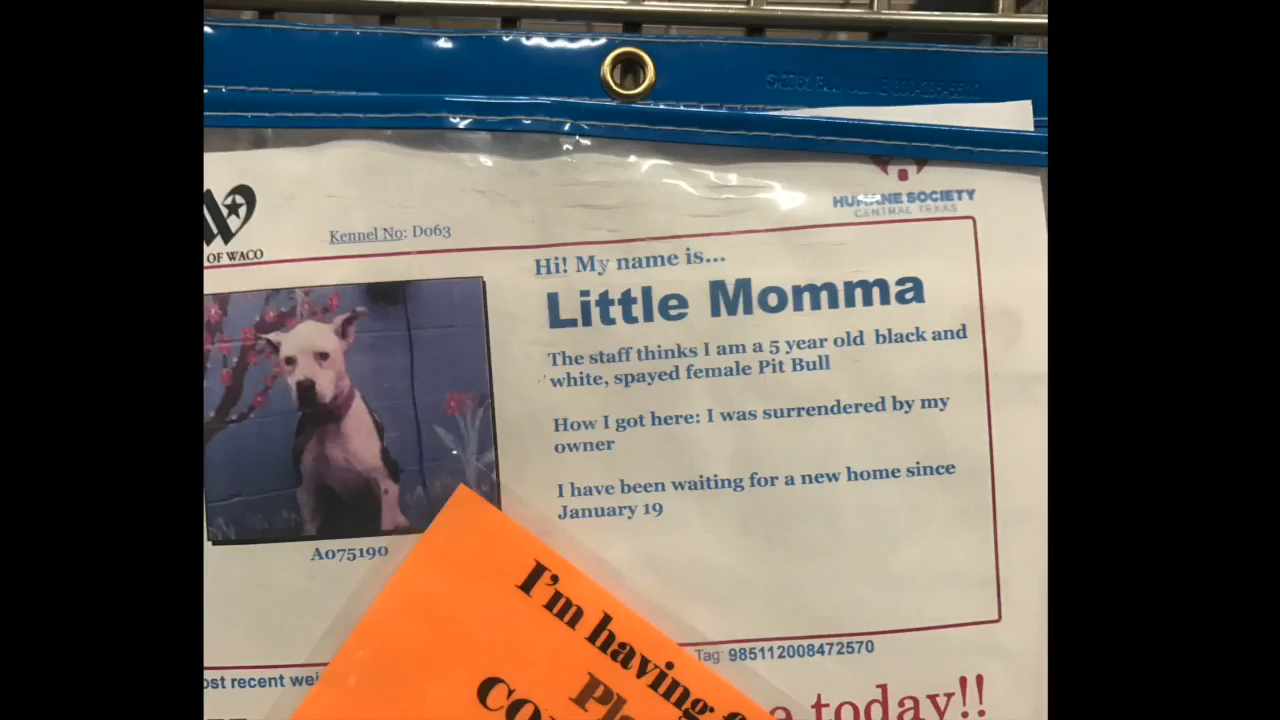 HUMANE SOCIETY
CENTRAL TEXAS
OF WACO
Kennel No: D063
Hi! My name is...
Little Momma
The staff thinks I am a 5 year old black and
white, spayed female Pit Bull
How I got here: I was surrendered by my
owner
I have been waiting for a new home since
January 19
A075190
Tag: 985112008472570
ost recent wei
I'm having
a today!!